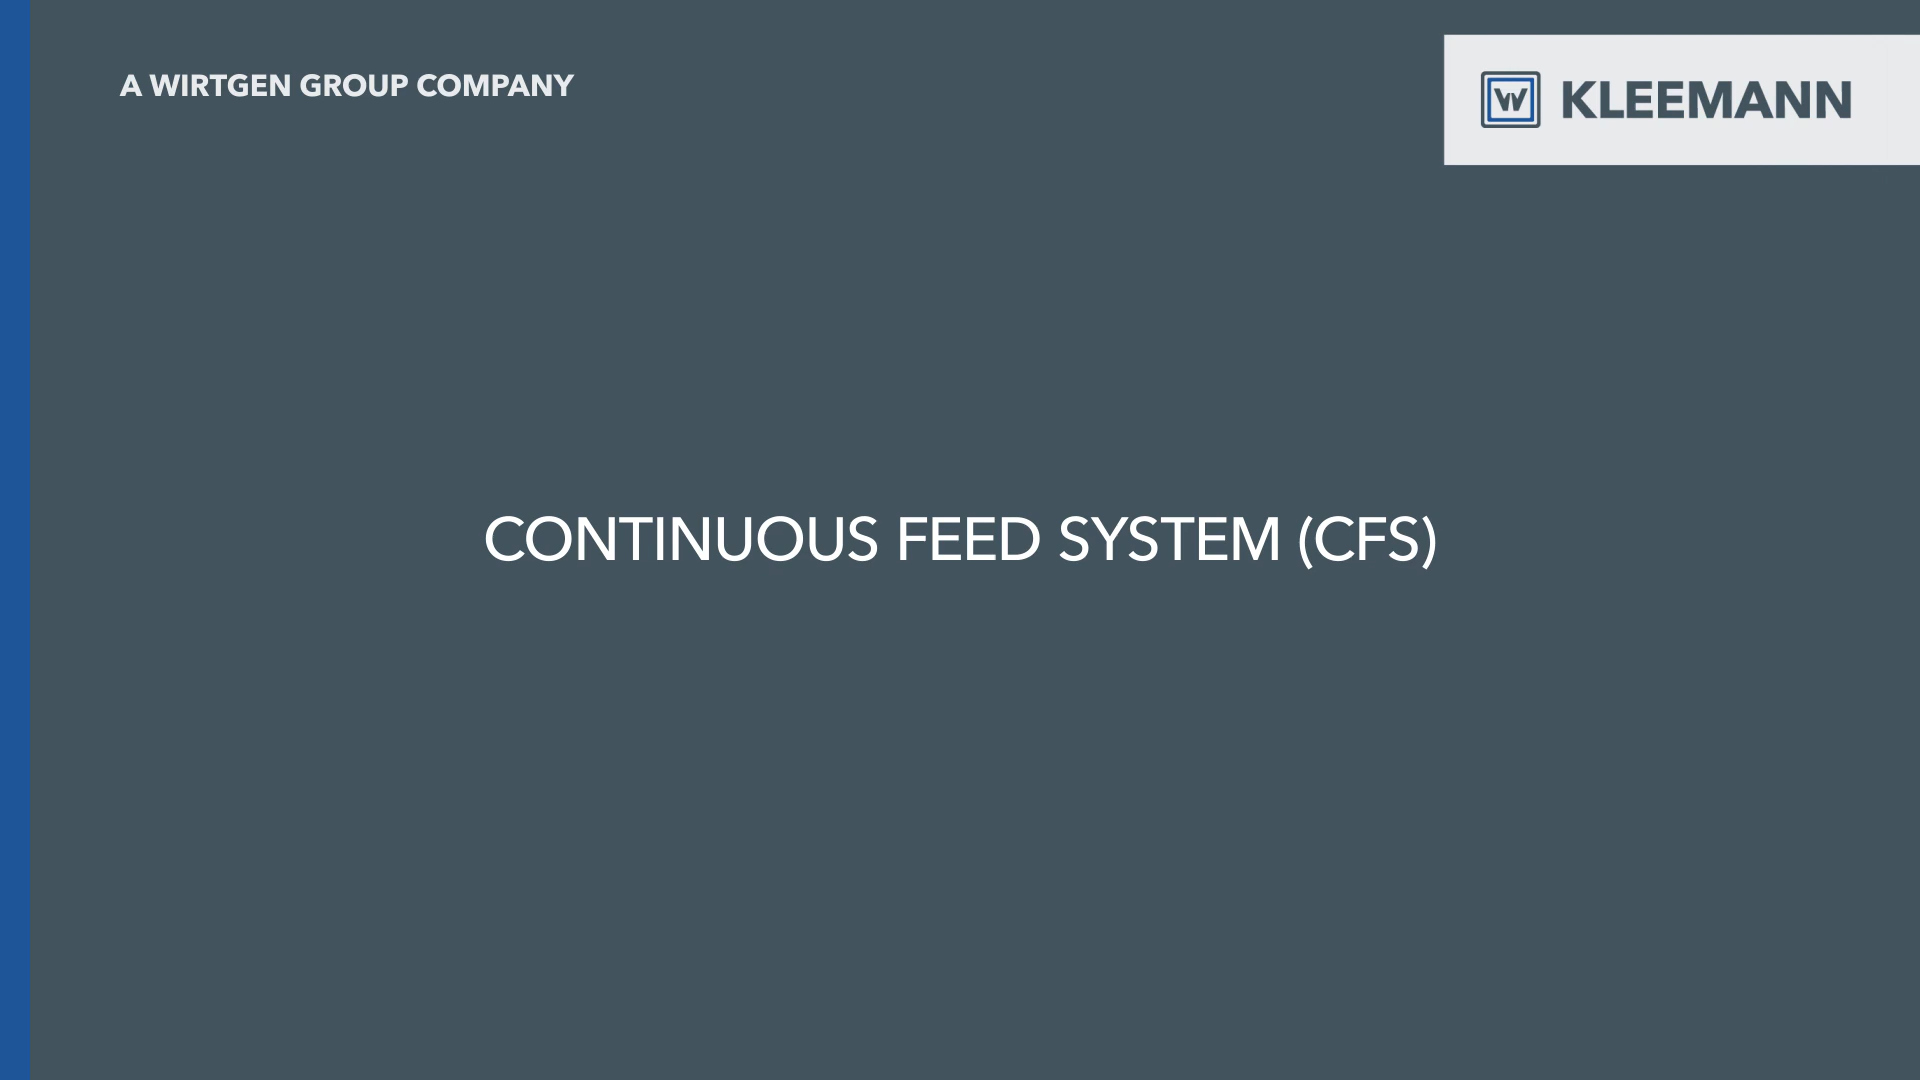 A WIRTGEN GROUP COMPANY
W KLEEMANN
CONTINUOUS FEED SYSTEM (CFS)